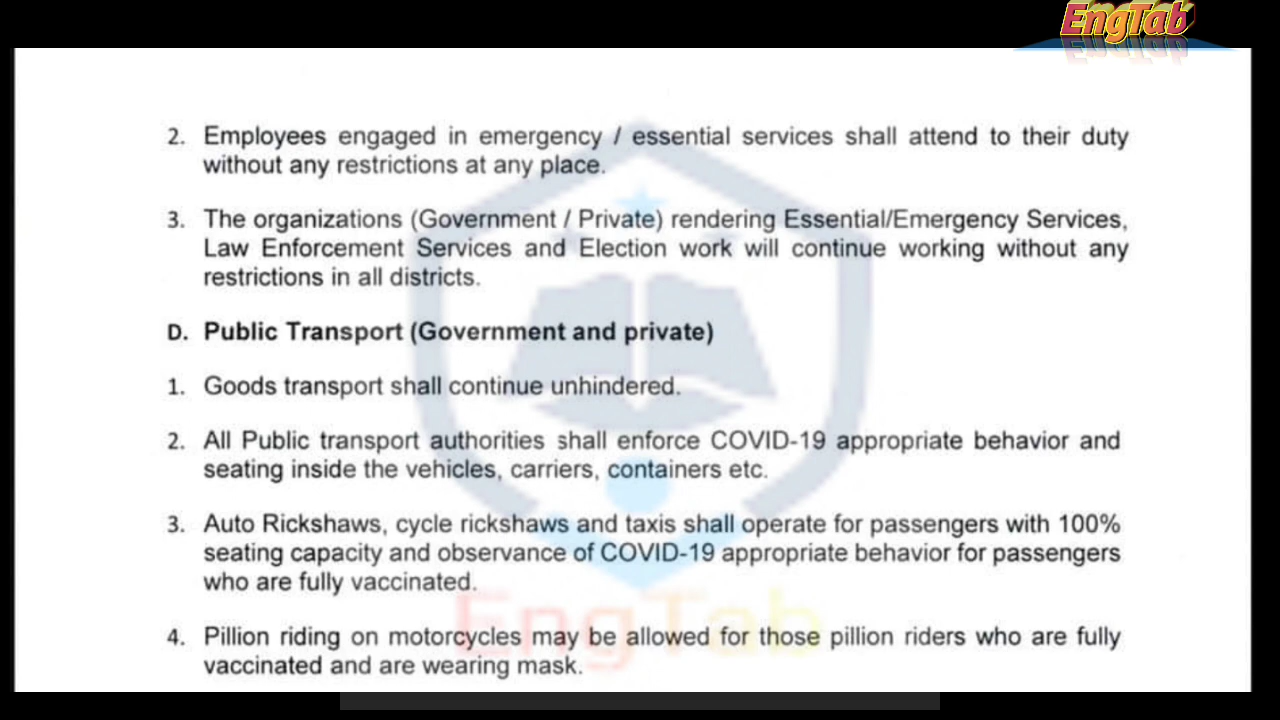 EngTab
2. Employees engaged in emergency / essential services shall attend to their duty
without any restrictions at any place.
3. The organizations (Government / Private) rendering Essential/Emergency Services,
Law Enforcement Services and Election work will continue working without any
restrictions in all districts.
D. Public Transport (Government and private)
1. Goods transport shall continue unhindered.
2. All Public transport authorities shall enforce COVID-19 appropriate behavior and
seating inside the vehicles, carriers, containers etc.
3. Auto Rickshaws, cycle rickshaws and taxis shall operate for passengers with 100%
seating capacity and observance of COVID-19 appropriate behavior for passengers
who are fully vaccinated.
EngTab
4. Pillion riding on motorcycles may be allowed for those pillion riders who are fully
vaccinated and are wearing mask.